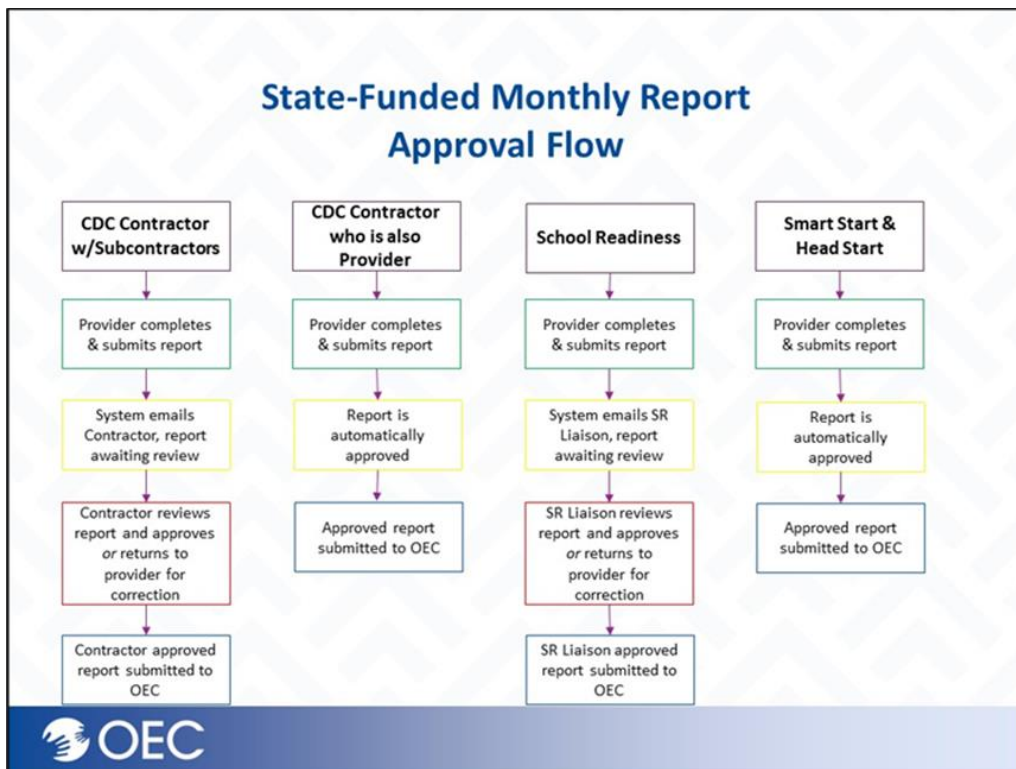 State-Funded Monthly Report
Approval Flow
CDC Contractor
w/Subcontractors
Provider completes
& submits report
System emails
Contractor, report
awaiting review
Contractor reviews
report and approves
or returns to
provider for
correction
Contractor approved
report submitted to
OEC
CDC Contractor
who is also
Provider
Provider completes
& submits report
Report is
automatically
approved
Approved report
submitted to OEC
School Readiness
Provider completes
& submits report
System emails SR
Liaison, report
awaiting review
SR Liaison reviews
report and approves
or returns to
provider for
correction
SR Liaison approved
report submitted to
OEC
Smart Start &
Head Start
Provider completes
& submits report
Report is
automatically
approved
Approved report
submitted to OEC
OEC